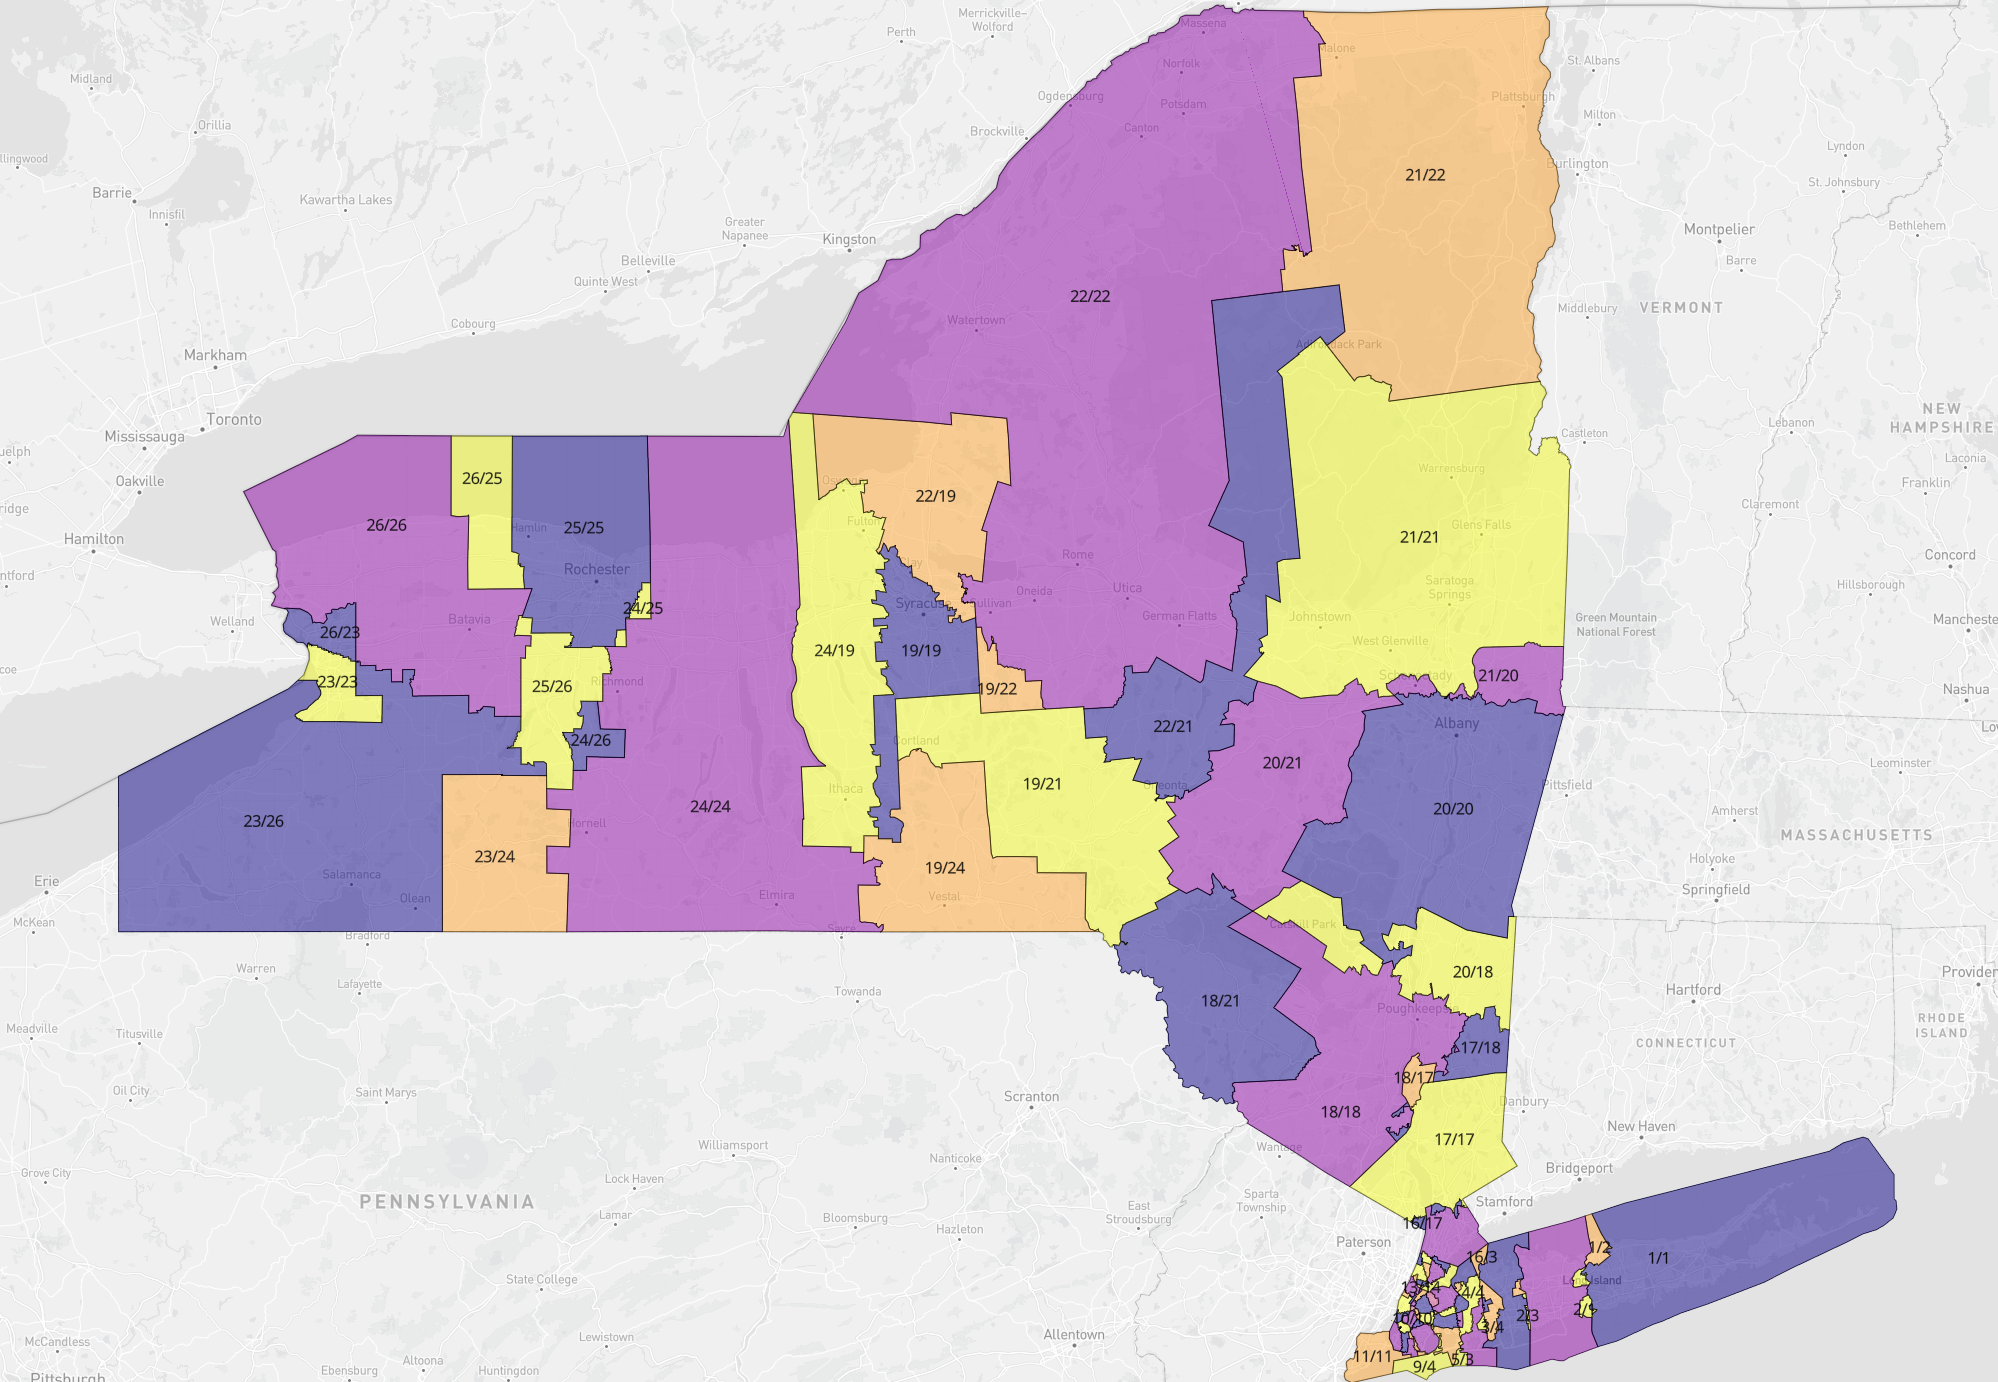 Merrickville–
Wolford
Perth
Massena
Malone
St. Albans
Midland
Norfolk
Ogdensburg
Potsdam
Plattsburgh
Milton
Orillia
Brockville
Canton
Lyndon
llingwood
Burlington
21/22
St. Johnsbury
Barrie
Kawartha Lakes
Innisfil
Greater
Napanee
Kingston
Montpelier
Bethlehem
Belleville
Barre
Quinte West
22/22
Middlebury
VERMONT
Cobourg
Watertown
Adirondack Park
Markham
Toronto
Castleton
Lebanon
NEW
HAMPSHIRE
Mississauga
uelph
Laconia
Oakville
26/25
Warrensburg
Franklin
Oswego
22/19
Claremont
ridge
26/26
Hamlin
25/25
Fulton
Glens Falls
21/21
Hamilton
Clay
Rome
Concord
Rochester
ntford
Saratoga
Springs
Hillsborough
Oneida
Utica
Syracuse
Sullivan
24/25
Welland
Batavia
German Flatts
Johnstown
Green Mountain
National Forest
Manchester
26/23
24/19
19/19
West Glenville
coe
23/23
25/26
Richmond
19/22
Schenectady
21/20
Nashua
22/21
Albany
24/26
Cortland
20/21
Leominster
Ithaca
19/21
Oneonta
Pittsfield
24/24
20/20
Amherst
23/26
Hornell
MASSACHUSETTS
23/24
19/24
Holyoke
Erie
Salamanca
Elmira
Vestal
Springfield
Olean
McKean
Sayre
Catskill Park
Bradford
Warren
20/18
Lafayette
Towanda
18/21
Hartford
Poughkeepsie
RHODE
ISLAND
Meadville
Titusville
17/18
CONNECTICUT
18/17
Oil City
Saint Marys
Scranton
18/18
Danbury
17/17
New Haven
Williamsport
Wantage
Nanticoke
Bridgeport
Grove City
Lock Haven
PENNSYLVANIA
East
Stroudsburg
Sparta
Township
Stamford
Lamar
Bloomsburg
16/17
Hazleton
Paterson
16/3
1/2
1/1
State College
Long Island
4/4
2/3
10/10
3/4
McCandless
Lewistown
Allentown
11/11
5/3
9/4
Altoona
Ebensburg
Huntingdon
Pittsburgh